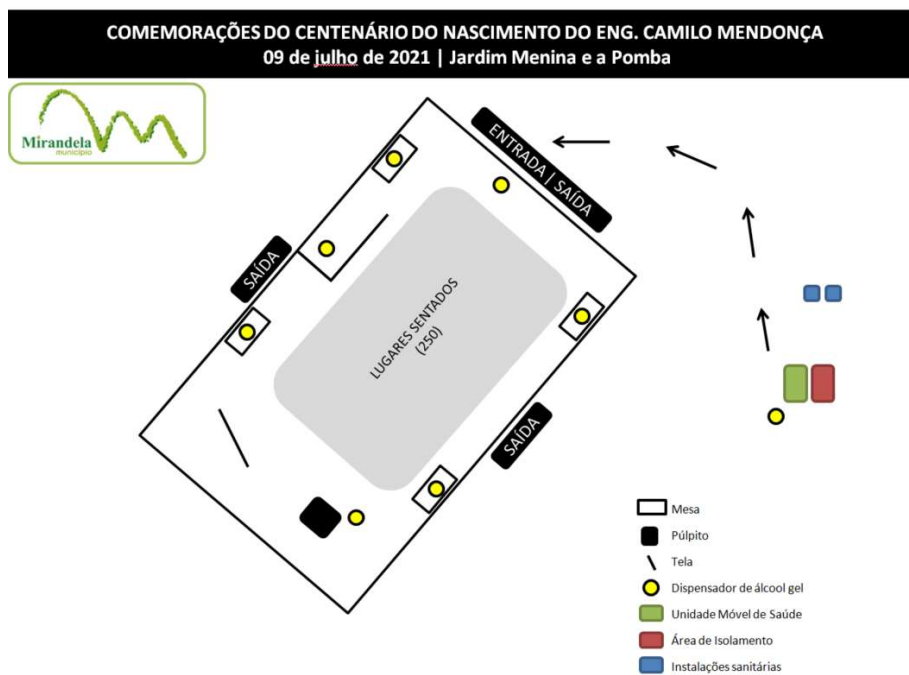 COMEMORAÇÕES DO CENTENÁRIO DO NASCIMENTO DO ENG. CAMILO MENDONÇA
09 de julho de 2021 | Jardim Menina e a Pomba
Mirandela
município
ENTRADA | SAÍDA
SAÍDA
LUGARES SENTADOS
(250)
SAÍDA
Mesa
Púlpito
Tela
Dispensador de álcool gel
Unidade Móvel de Saúde
Área de Isolamento
Instalações sanitárias